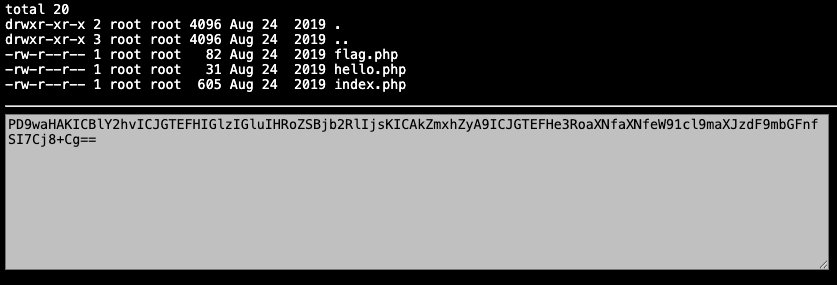 total 20
drwxr-xr-x 2 root root 4096 Aug 24  2019 .
drwxr-xr-x 3 root root 4096 Aug 24  2019 ..
-rw-r--r-- 1 root root   82 Aug 24  2019 flag.php
-rw-r--r-- 1 root root   31 Aug 24  2019 hello.php
-rw-r--r-- 1 root root  605 Aug 24  2019 index.php
PD9waHAKICBlY2hvICJGTEFHIGlzIGluIHRoZSBjb2RlIjsKICAkZmxhZyA9ICJGTEFHe3RoaXNfaXNfeW91cl9maXJzdF9mbGFnf
SI7Cj8+Cg==